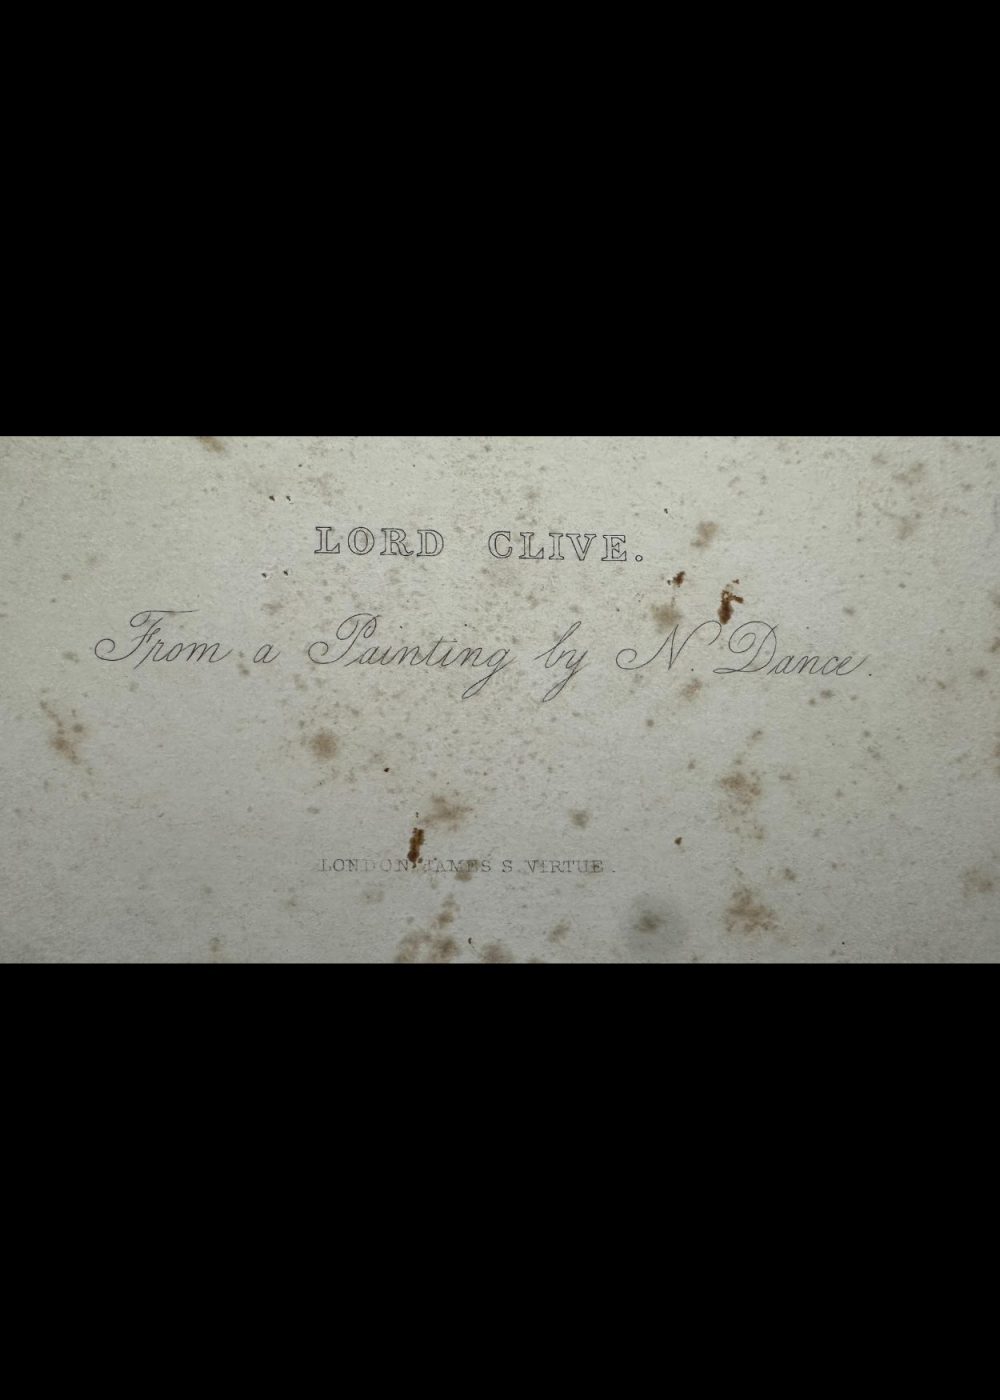 LORD CLIVE.
From a Painting by N. Dance.
LONDON, JAMES S. VIRTUE.